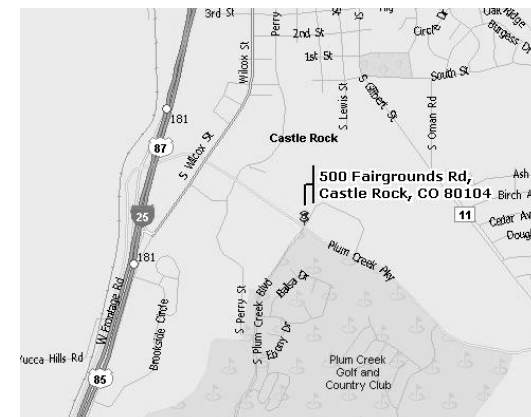 3rd St
Wilcox St
Perry
2nd St
1st St
Circle
Dr
Oak Ridge
Burgess Dr
South St
S Gilbert St
S Lewis St
S Oman Rd
181
87
S Wilcox St
Castle Rock
500 Fairgrounds Rd,
Castle Rock, CO 80104
Ash
Birch A
Cedar Av
Doug
11
25
181
Plum Creek Pky
W Frontage Rd
Brookside Circle
S Perry St
S Plum Creek Blvd
Balsa Ct
Ebony Dr
Yucca Hills Rd
85
Plum Creek
Golf and
Country Club